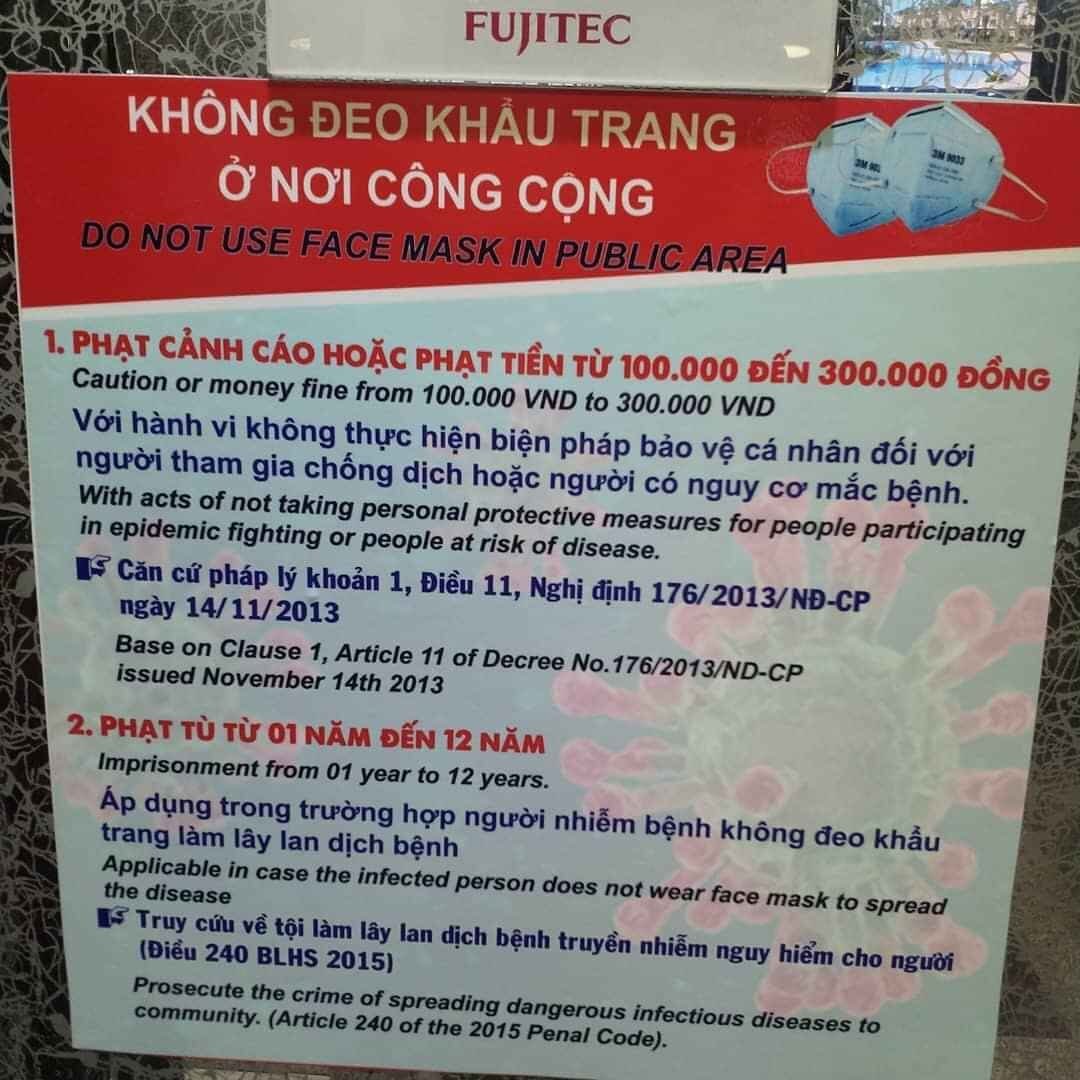 FUJITEC
KHÔNG ĐEO KHẨU TRANG
Ở NƠI CÔNG CỘNG
DO NOT USE FACE MASK IN PUBLIC AREA
3M 9033
1. PHẠT CẢNH CÁO HOẶC PHẠT TIỀN TỪ 100.000 ĐẾN 300.000 ĐỒNG
Caution or money fine from 100.000 VND to 300.000 VND
Với hành vi không thực hiện biện pháp bảo vệ cá nhân đối với
người tham gia chống dịch hoặc người có nguy cơ mắc bệnh.
With acts of not taking personal protective measures for people participating
in epidemic fighting or people at risk of disease.
Căn cứ pháp lý khoản 1, Điều 11, Nghị định 176/2013/NĐ-CP
ngày 14/11/2013
Base on Clause 1, Article 11 of Decree No.176/2013/ND-CP
issued November 14th 2013
2. PHẠT TÙ TỪ 01 NĂM ĐẾN 12 NĂM
Imprisonment from 01 year to 12 years.
Áp dụng trong trường hợp người nhiễm bệnh không đeo khẩu
trang làm lây lan dịch bệnh
Applicable in case the infected person does not wear face mask to spread
the disease
Truy cứu về tội làm lây lan dịch bệnh truyền nhiễm nguy hiểm cho người
(Điều 240 BLHS 2015)
Prosecute the crime of spreading dangerous infectious diseases to
community. (Article 240 of the 2015 Penal Code).